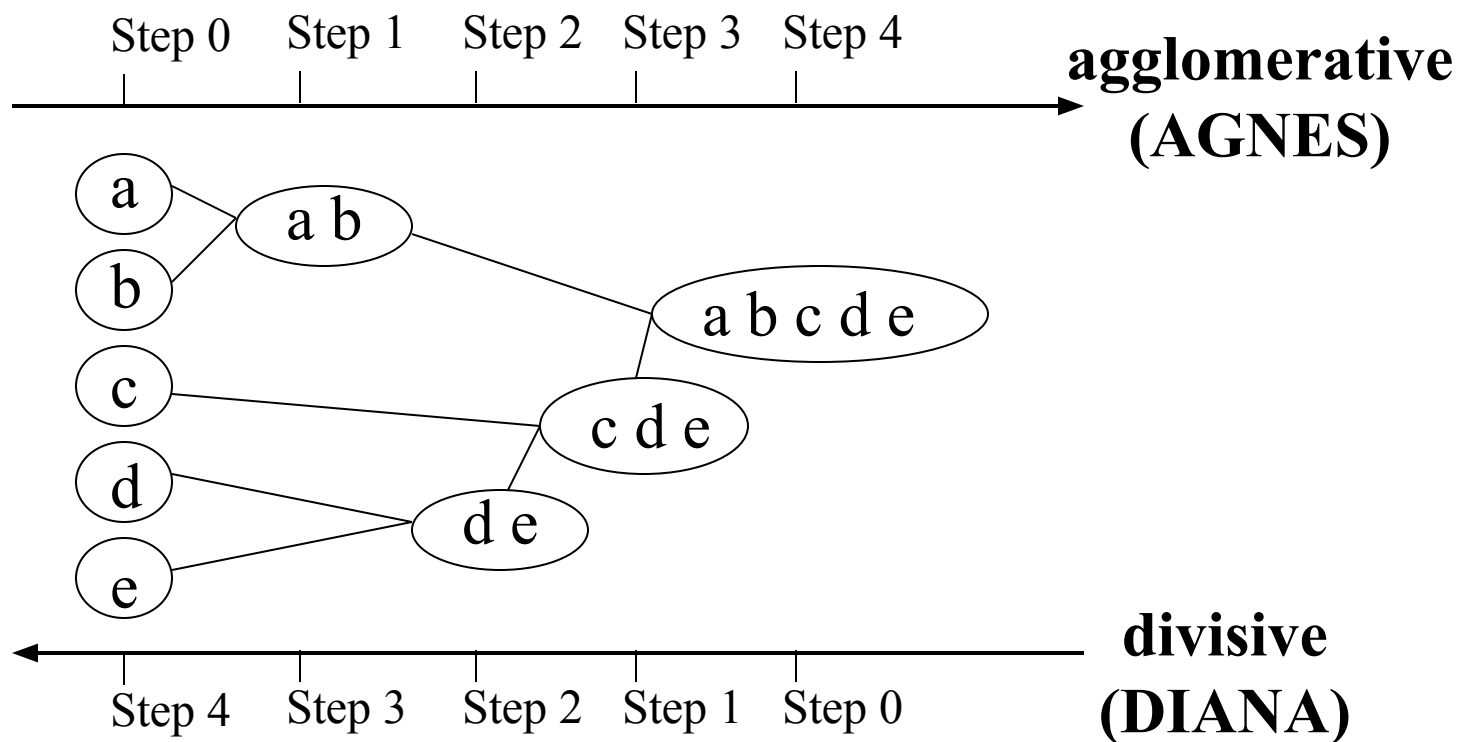 Step 0 Step 1 Step 2 Step 3 Step 4
agglomerative
(AGNES)
a
a b
b
a b c d e
c
c d e
d
d e
e
divisive
(DIANA)
Step 4 Step 3 Step 2 Step 1 Step 0